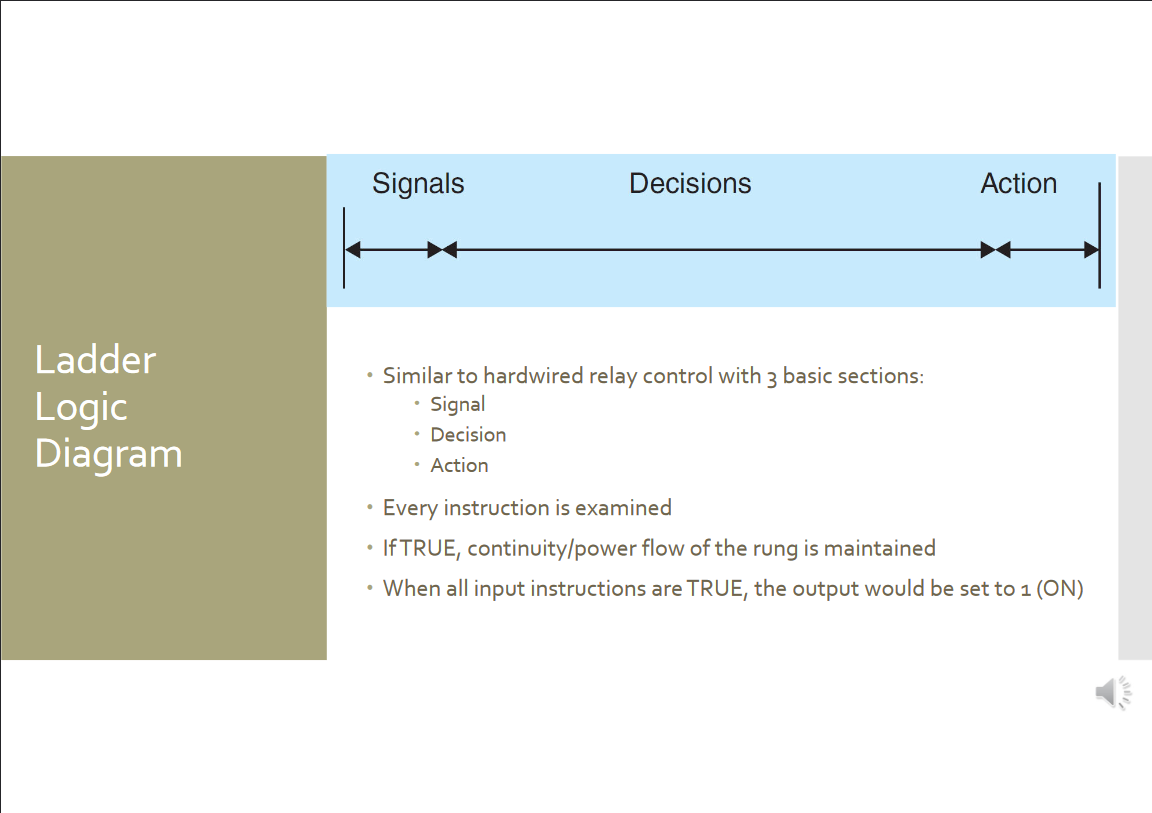 Signals Decisions Action
Ladder
Logic
Diagram
• Similar to hardwired relay control with 3 basic sections:
• Signal
• Decision
• Action
• Every instruction is examined
• If TRUE, continuity/power flow of the rung is maintained
• When all input instructions are TRUE, the output would be set to 1 (ON)